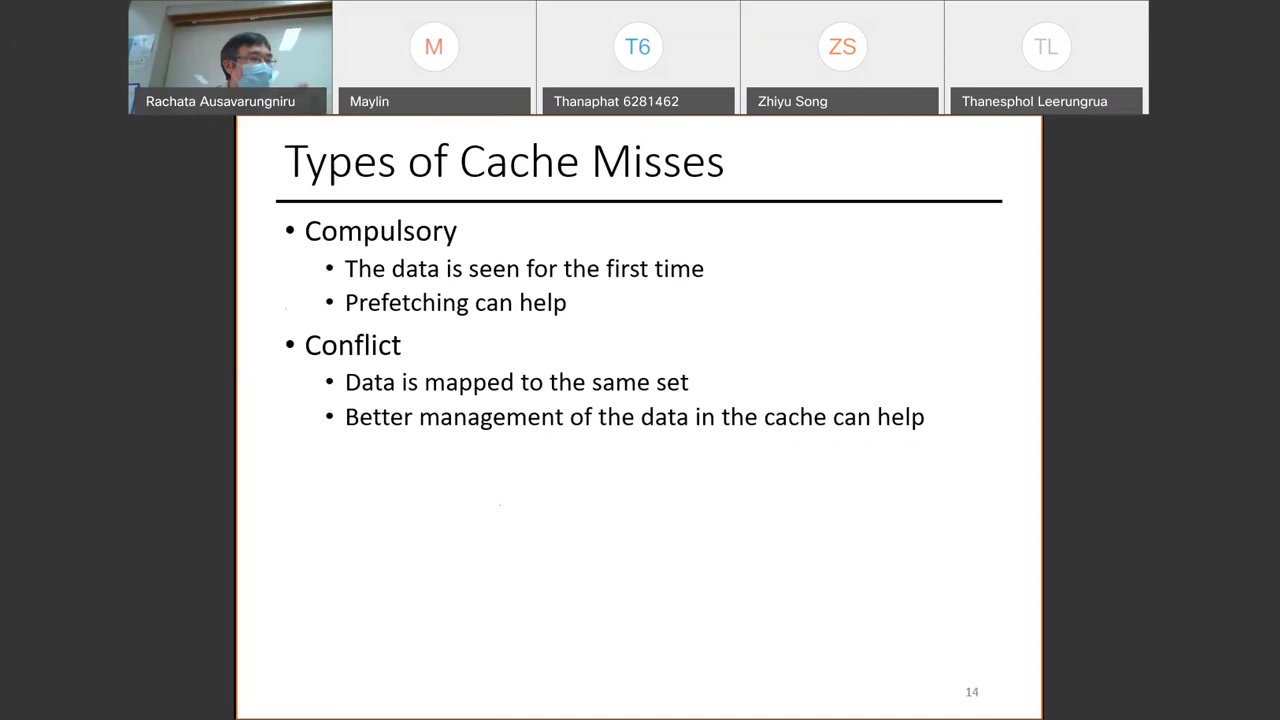 M
T6
ZS
TL
Rachata Ausavarungniru
Maylin
Thanaphat 6281462
Zhiyu Song
Thanesphol Leerungrua
Types of Cache Misses
• Compulsory
• The data is seen for the first time
• Prefetching can help
• Conflict
• Data is mapped to the same set
• Better management of the data in the cache can help
14